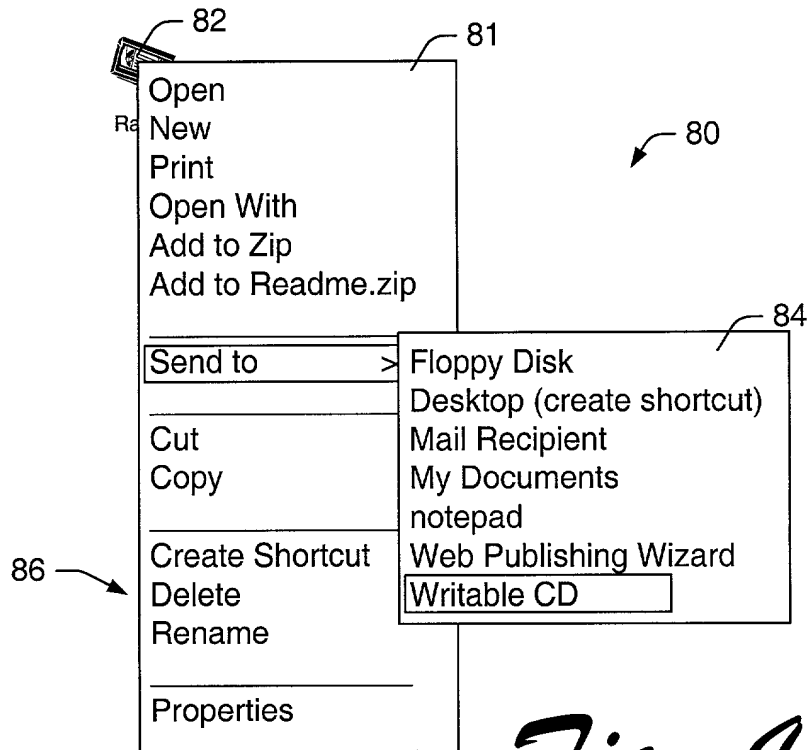 82
81
Open
Ra New
80
Print
Open With
Add to Zip
Add to Readme.zip
84
Send to > Floppy Disk
Desktop (create shortcut)
Cut Mail Recipient
Copy My Documents
notepad
Create Shortcut Web Publishing Wizard
86 Delete Writable CD
Rename
Properties